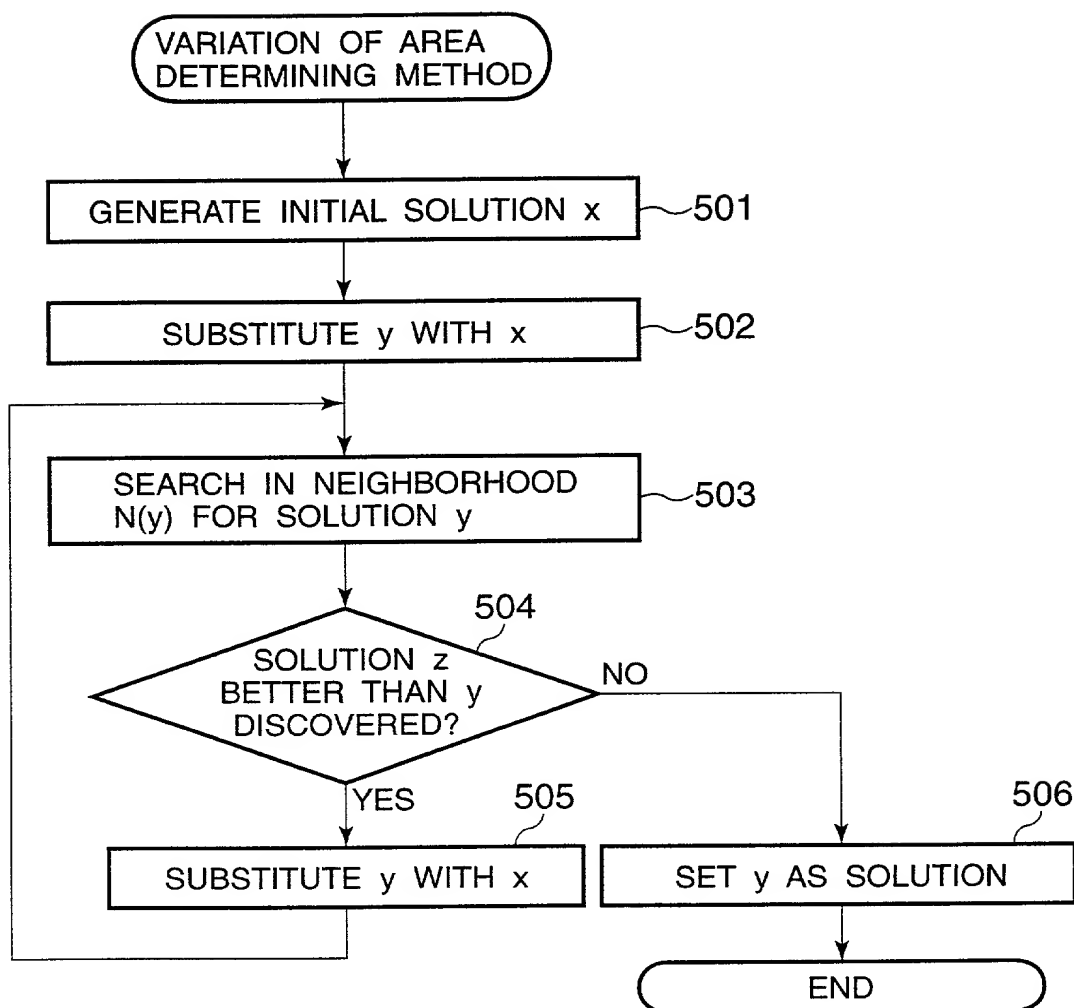 VARIATION OF AREA
DETERMINING METHOD
GENERATE INITIAL SOLUTION x
501
SUBSTITUTE y WITH x
502
SEARCH IN NEIGHBORHOOD
N(y) FOR SOLUTION y
503
504
SOLUTION z
BETTER THAN y
DISCOVERED?
NO
YES
505
506
SUBSTITUTE y WITH x
SET y AS SOLUTION
END